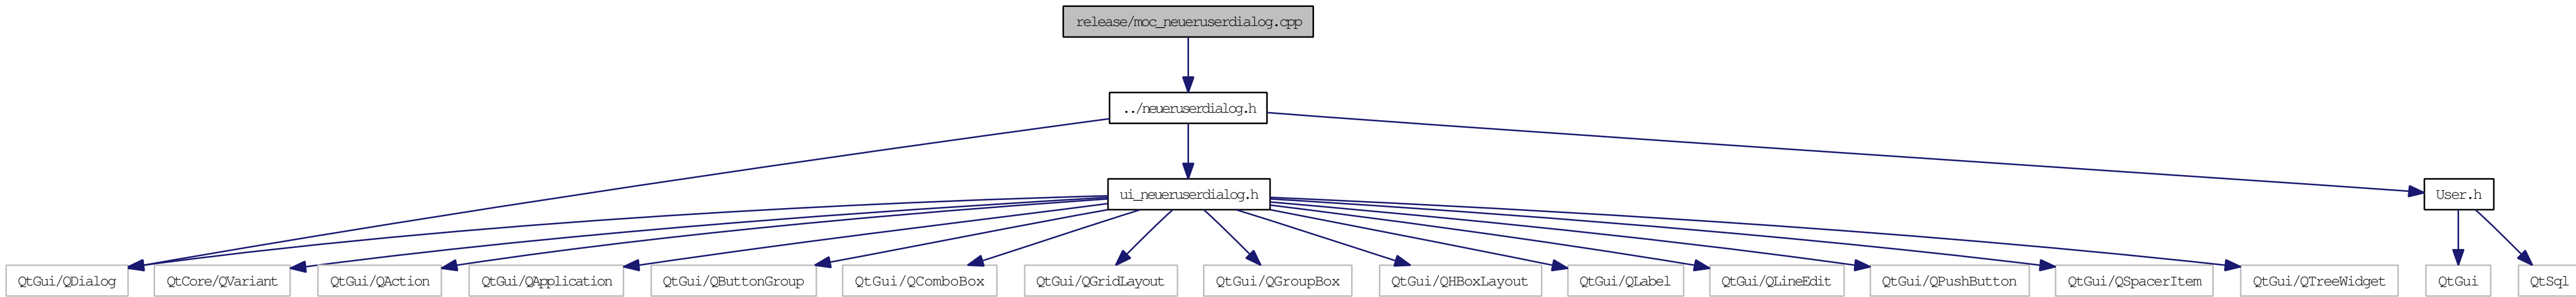 release/moc_neueruserdialog.cpp
../neueruserdialog.h
ui_neueruserdialog.h
User.h
QtGui/QDialog
QtCore/QVariant
QtGui/QAction
QtGui/QApplication
QtGui/QButtonGroup
QtGui/QComboBox
QtGui/QGridLayout
QtGui/QGroupBox
QtGui/QHBoxLayout
QtGui/QLabel
QtGui/QLineEdit
QtGui/QPushButton
QtGui/QSpacerItem
QtGui/QTreeWidget
QtGui
QtSql